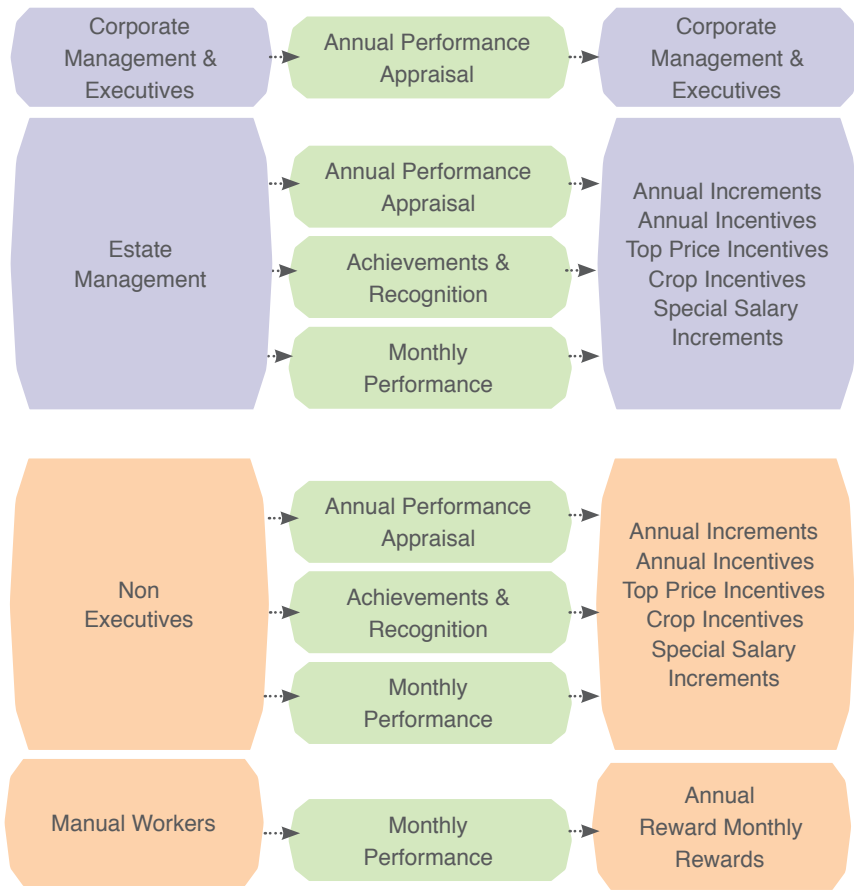 Corporate
Management &
Executives
Annual Performance
Appraisal
Corporate
Management &
Executives
Estate
Management
Annual Performance
Appraisal
Achievements &
Recognition
Monthly
Performance
Annual Increments
Annual Incentives
Top Price Incentives
Crop Incentives
Special Salary
Increments
Non
Executives
Annual Performance
Appraisal
Achievements &
Recognition
Monthly
Performance
Annual Increments
Annual Incentives
Top Price Incentives
Crop Incentives
Special Salary
Increments
Manual Workers
Monthly
Performance
Annual
Reward Monthly
Rewards